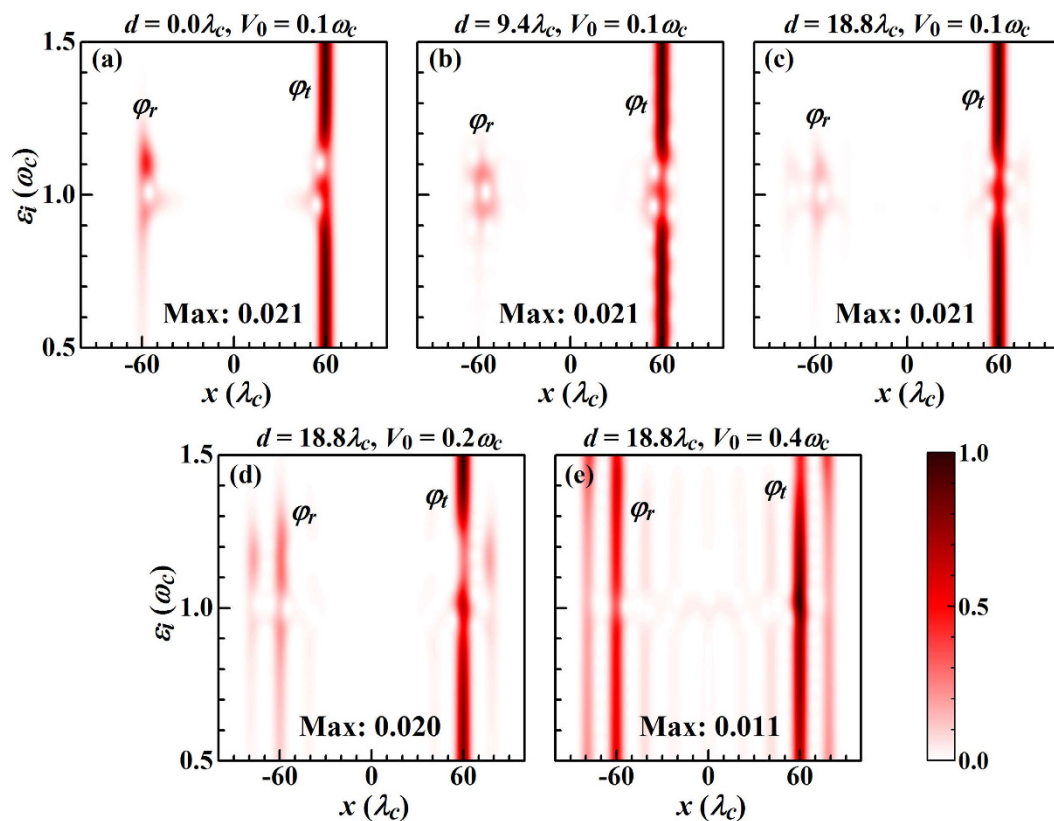 d = 0.0λc, V0 = 0.1ωc
d = 9.4λc, V0 = 0.1ωc
d = 18.8λc, V0 = 0.1ωc
(a)
φr
φt
Max: 0.021
(b)
φr
φt
Max: 0.021
(c)
φr
φt
Max: 0.021
1.5
1.0
0.5
εi (ωc)
-60 0 60
-60 0 60
-60 0 60
x (λc)
x (λc)
x (λc)
d = 18.8λc, V0 = 0.2ωc
d = 18.8λc, V0 = 0.4ωc
(d)
φr
φt
Max: 0.020
(e)
φr
φt
Max: 0.011
1.5
1.0
0.5
εi (ωc)
-60 0 60
-60 0 60
x (λc)
x (λc)
1.0
0.5
0.0